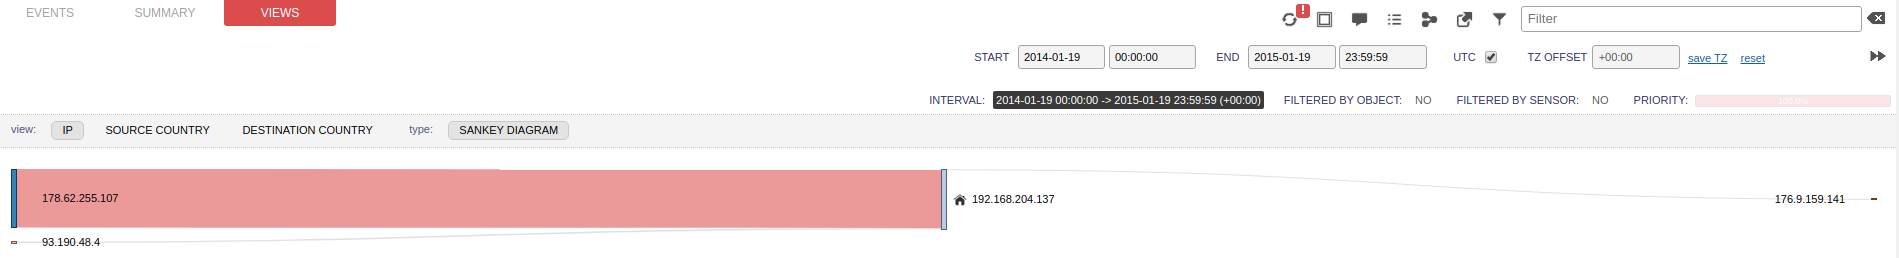 EVENTS SUMMARY VIEWS
! Filter
START 2014-01-19 00:00:00 END 2015-01-19 23:59:59 UTC TZ OFFSET +00:00 save TZ reset
INTERVAL: 2014-01-19 00:00:00 -> 2015-01-19 23:59:59 (+00:00) FILTERED BY OBJECT: NO FILTERED BY SENSOR: NO PRIORITY: 100.0%
view: IP SOURCE COUNTRY DESTINATION COUNTRY type: SANKEY DIAGRAM
178.62.255.107 192.168.204.137 176.9.159.141
93.190.48.4